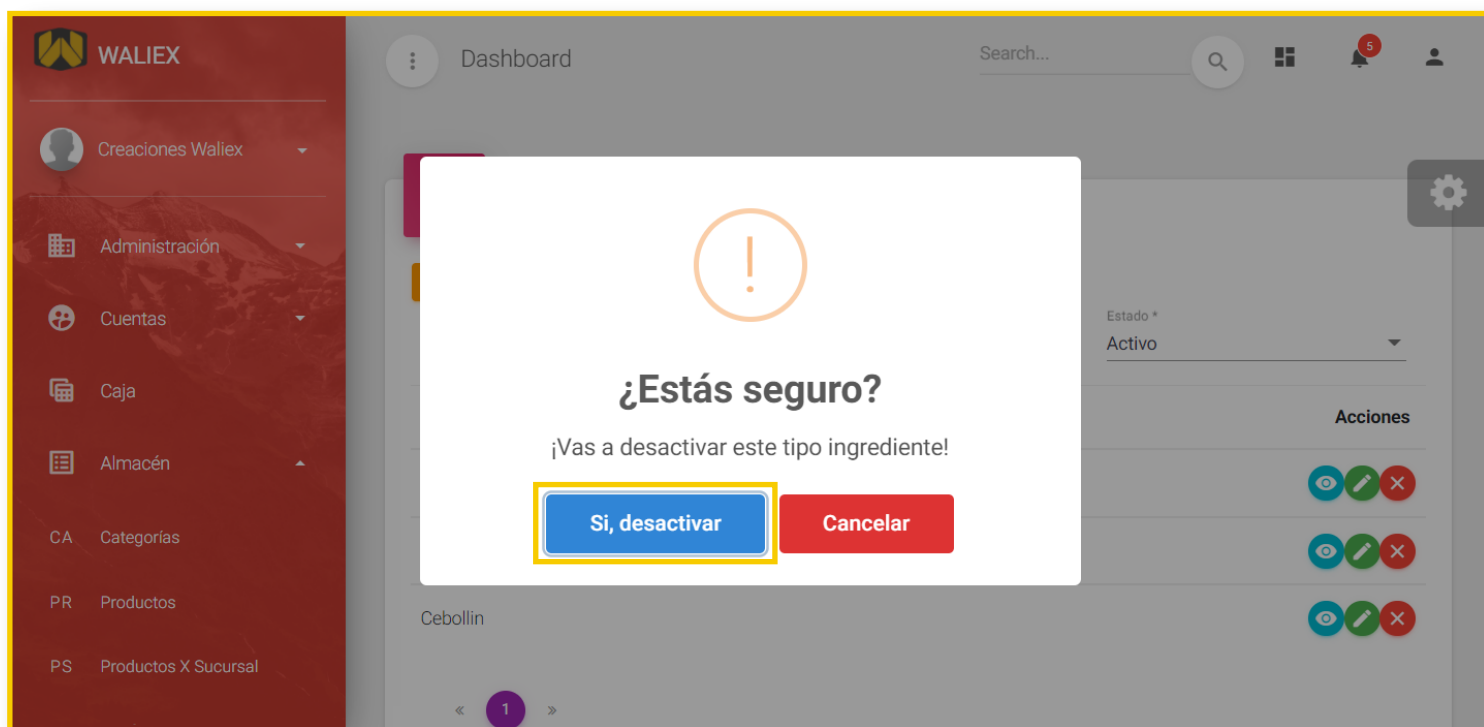 WALIEX
Dashboard
Search...
5
Creaciones Waliex
Administración
Cuentas
Caja
Almacén
CA Categorías
PR Productos
PS Productos X Sucursal
Estado *
Activo
Acciones
!
¿Estás seguro?
¡Vas a desactivar este tipo ingrediente!
Si, desactivar
Cancelar
Cebollin
« 1 »